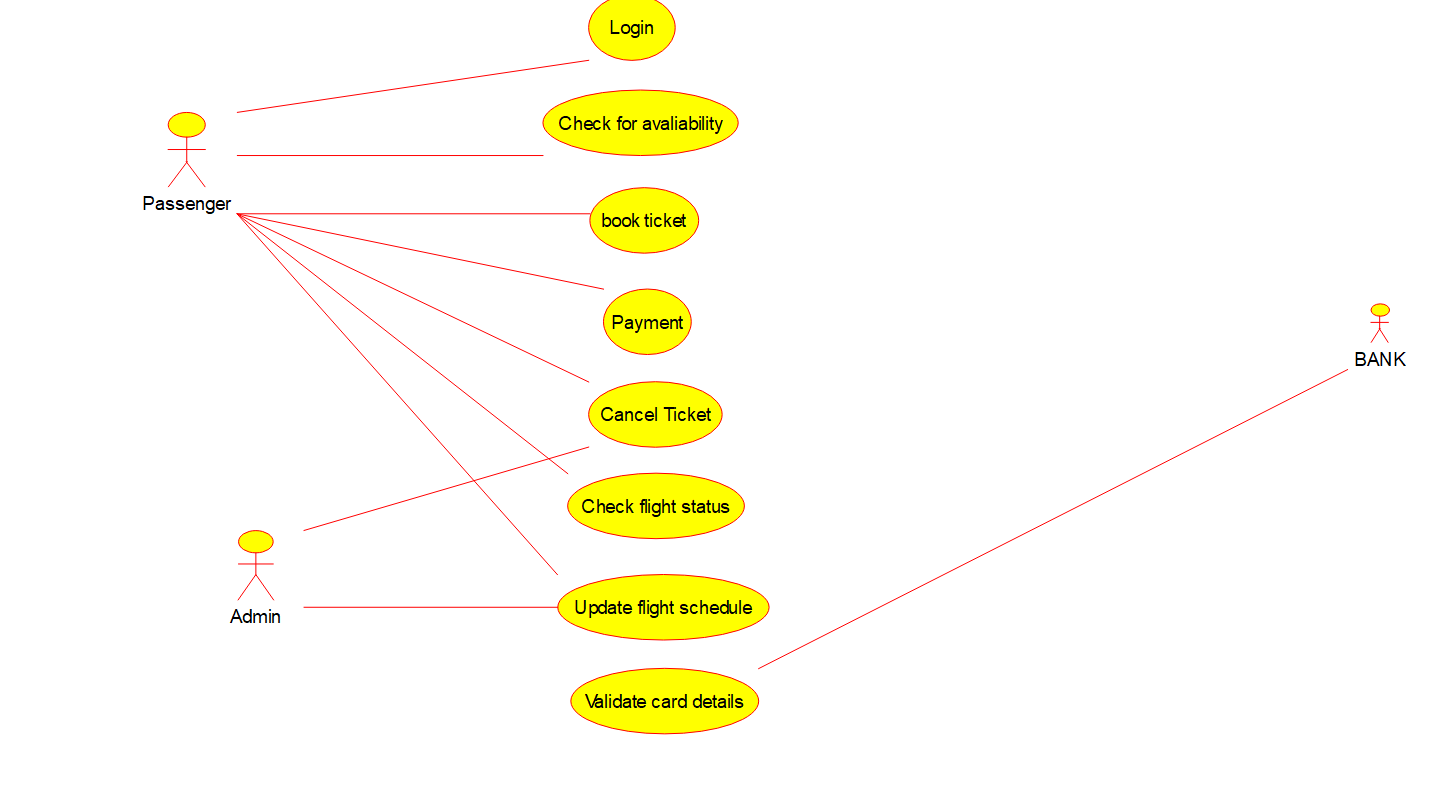 Login
Check for avaliability
Passenger
book ticket
Payment
BANK
Cancel Ticket
Check flight status
Update flight schedule
Admin
Validate card details